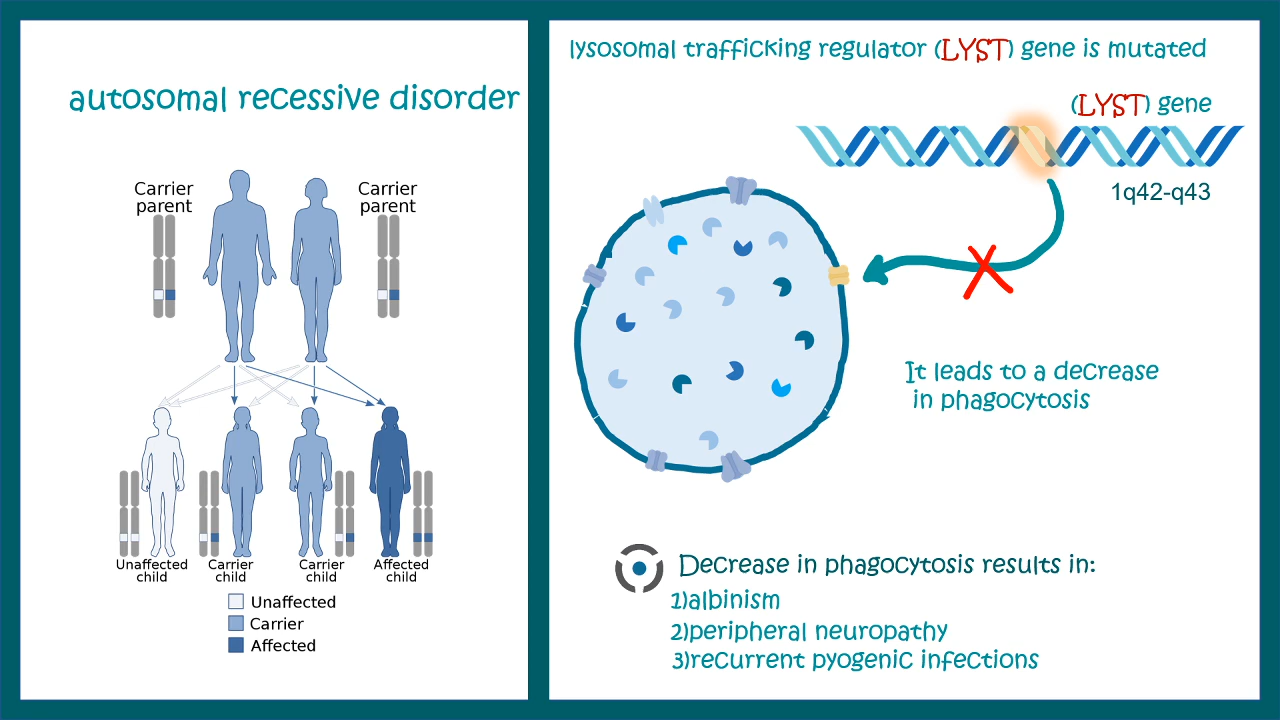 autosomal recessive disorder
Carrier
parent
Carrier
parent
Unaffected
child
Carrier
child
Carrier
child
Affected
child
Unaffected
Carrier
Affected
lysosomal trafficking regulator (LYST) gene is mutated
(LYST) gene
1q42-q43
It leads to a decrease
in phagocytosis
Decrease in phagocytosis results in:
1)albinism
2)peripheral neuropathy
3)recurrent pyogenic infections